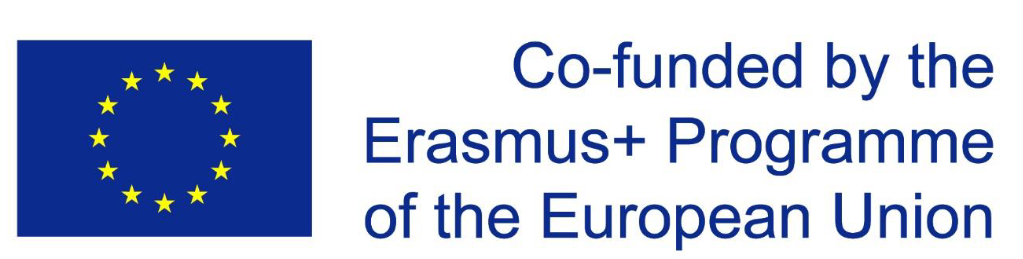 Co-funded by the
Erasmus+ Programme
of the European Union